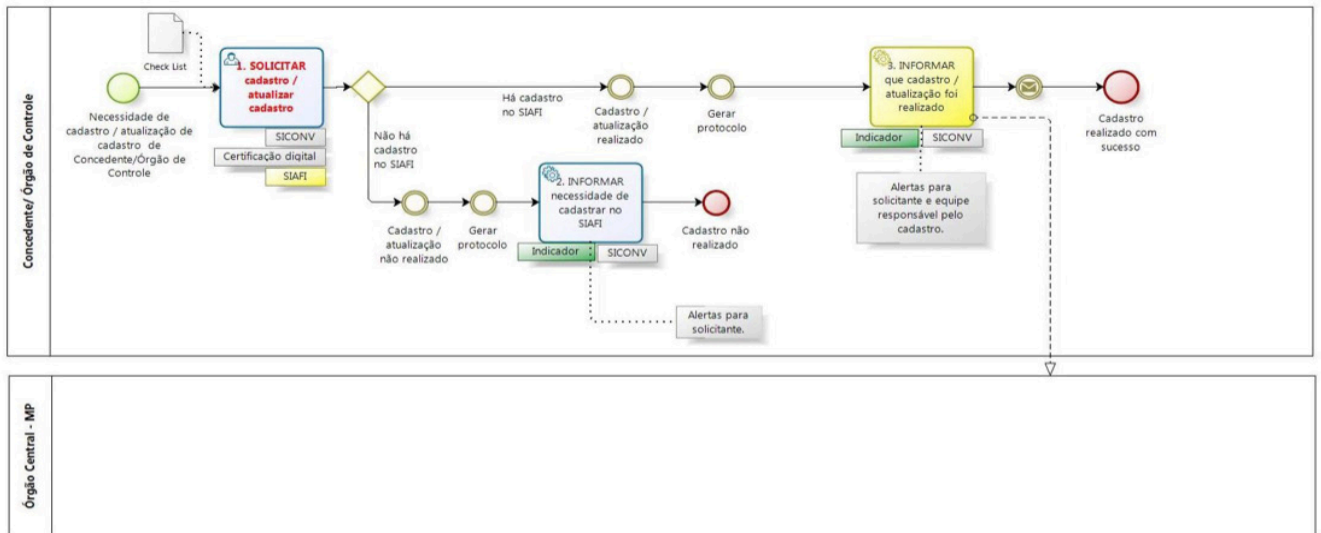 Concedente/ Órgão de Controle
Check List
Necessidade de
cadastro / atualização de
cadastro de
Concedente/Órgão de
Controle
1. SOLICITAR
cadastro /
atualizar
cadastro
SICONV
Certificação digital
SIAFI
Há cadastro
no SIAFI
Não há
cadastro
no SIAFI
Cadastro /
atualização
realizado
Gerar
protocolo
3. INFORMAR
que cadastro /
atualização foi
realizado
Indicador
SICONV
Alertas para
solicitante e equipe
responsável pelo
cadastro.
Cadastro
realizado com
sucesso
Cadastro /
atualização
não realizado
Gerar
protocolo
2. INFORMAR
necessidade de
cadastrar no
SIAFI
Indicador
SICONV
Cadastro não
realizado
Alertas para
solicitante.
Órgão Central - MP